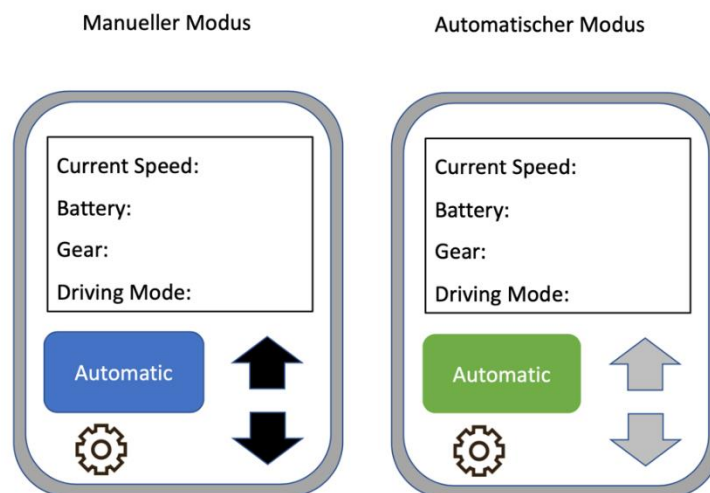 Manueller Modus
Current Speed:
Battery:
Gear:
Driving Mode:
Automatic
Automatischer Modus
Current Speed:
Battery:
Gear:
Driving Mode:
Automatic